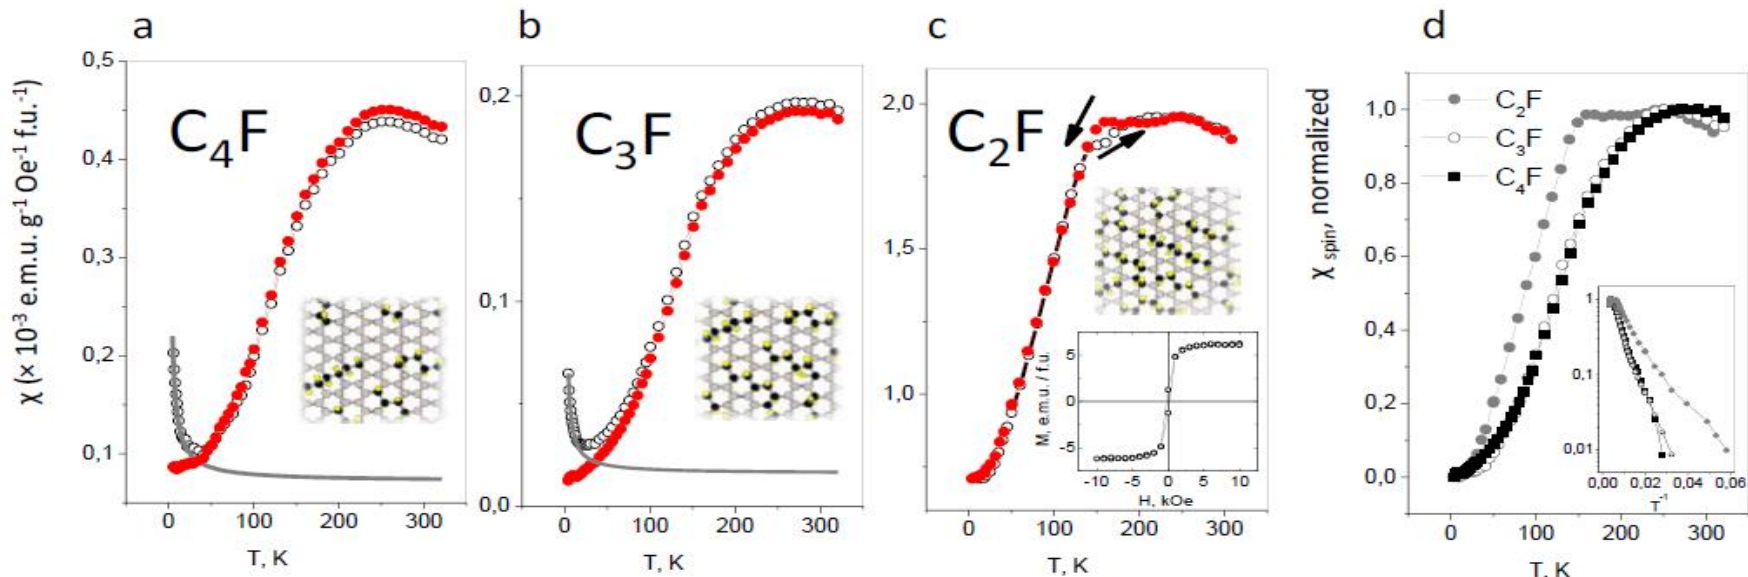 a
b
c
d
χ (× 10⁻³ e.m.u. g⁻¹ Oe⁻¹ f.u.⁻¹)
0,5
0,4
0,3
0,2
0,1
C₄F
0
100
200
300
T, K
0,2
0,1
0,0
C₃F
0
100
200
300
T, K
2,0
1,5
1,0
C₂F
M, e.m.u. / f.u.
5
0
-5
-10
-5
0
5
10
H, kOe
0
100
200
300
T, K
χ spin, normalized
1,0
0,8
0,6
0,4
0,2
0,0
C₂F
C₃F
C₄F
1
0,1
0,01
0,00
0,02
0,04
0,06
T⁻¹
0
100
200
300
T, K